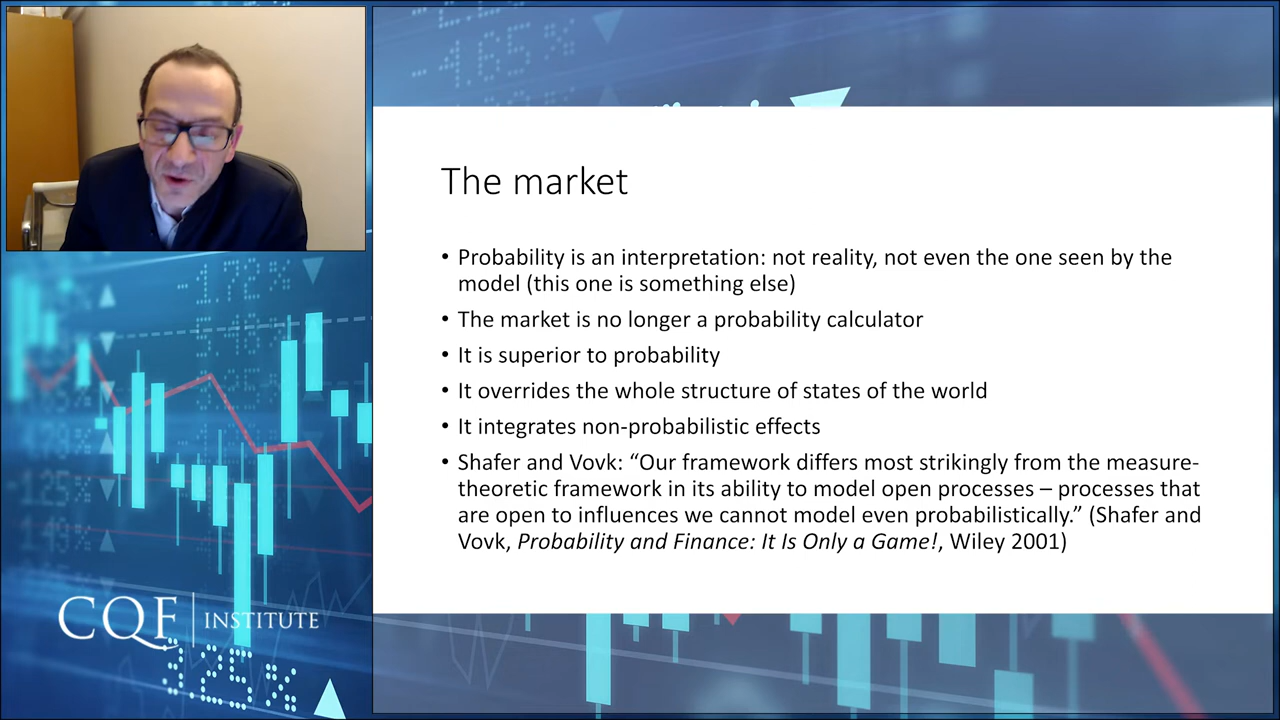 -4.65%
The market
• Probability is an interpretation: not reality, not even the one seen by the
model (this one is something else)
• The market is no longer a probability calculator
• It is superior to probability
• It overrides the whole structure of states of the world
• It integrates non-probabilistic effects
• Shafer and Vovk: “Our framework differs most strikingly from the measure-
theoretic framework in its ability to model open processes – processes that
are open to influences we cannot model even probabilistically.” (Shafer and
Vovk, Probability and Finance: It Is Only a Game!, Wiley 2001)
-1.72%
CQF INSTITUTE